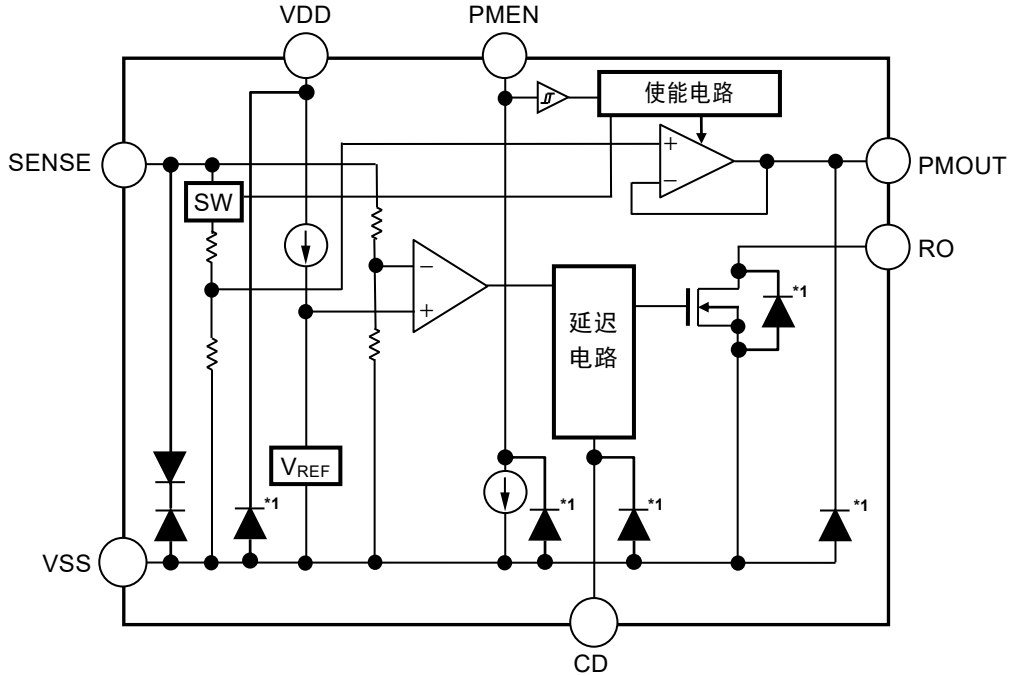 VDD
PMEN
使能电路
SENSE
+
−
PMOUT
SW
RO
−
+
*1
延迟
电路
VREF
*1
*1
*1
*1
VSS
CD